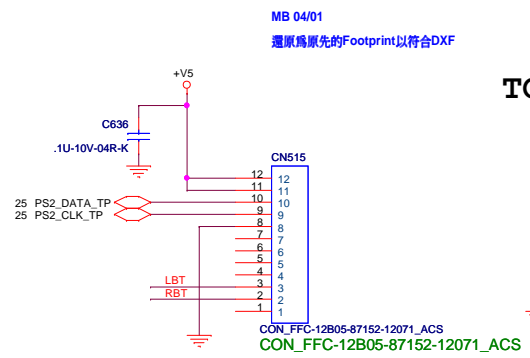 MB 04/01
還原為原先的Footprint以符合DXF
+V5
TO
C636
.1U-10V-04R-K
CN515
12 12
11 11
25 PS2_DATA_TP 10 10
25 PS2_CLK_TP 9 9
8 8
7 7
6 6
5 5
4 4
LBT 3 3
RBT 2 2
1 1
CON_FFC-12B05-87152-12071_ACS
CON_FFC-12B05-87152-12071_ACS